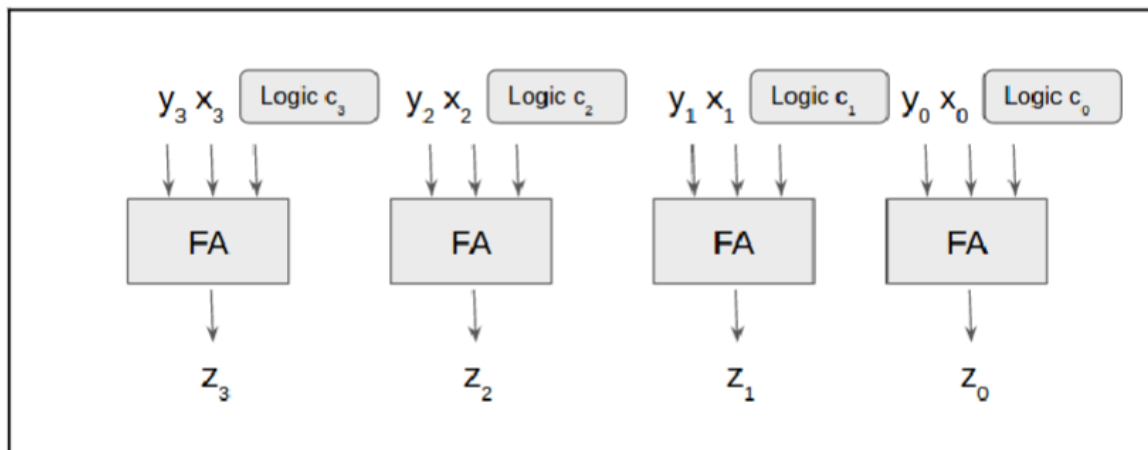 y₃ x₃ Logic c₃ y₂ x₂ Logic c₂ y₁ x₁ Logic c₁ y₀ x₀ Logic c₀
FA FA FA FA
z₃ z₂ z₁ z₀